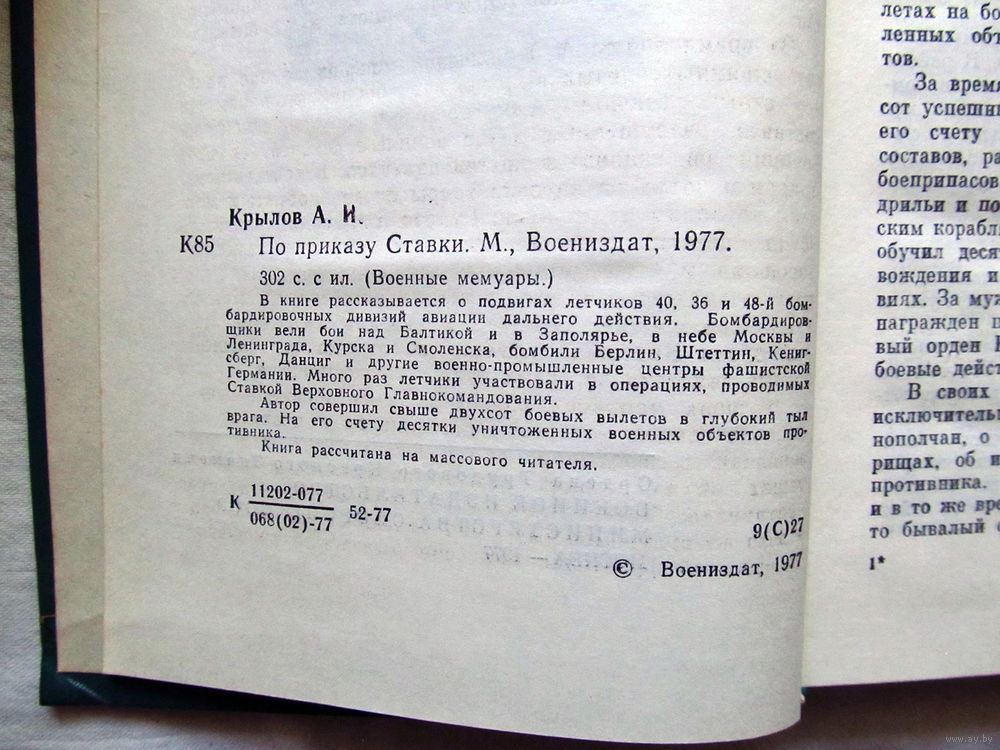 Крылов А. И.
К85
По приказу Ставки. М., Воениздат, 1977.
302 с. с ил. (Военные мемуары.)
В книге рассказывается о подвигах летчиков 40, 36 и 48-й бом-
бардировочных дивизий авиации дальнего действия. Бомбардиров-
щики вели бои над Балтикой и в Заполярье, в небе Москвы и
Ленинграда, Курска и Смоленска, бомбили Берлин, Штеттин, Кениг-
сберг, Данциг и другие военно-промышленные центры фашистской
Германии. Много раз летчики участвовали в операциях, проводимых
Ставкой Верховного Главнокомандования.
Автор совершил свыше двухсот боевых вылетов в глубокий тыл
врага. На его счету десятки уничтоженных военных объектов про-
тивника.
Книга рассчитана на массового читателя.
К 11202-077
068(02)-77 52-77
9(С)27
© Воениздат, 1977
летах на бо
ленных объ
тов.
За время
сот успешн
его счету
составов, ра
боеприпасов
дрильи и по
ским корабл
обучил деся
вождения и
виях. За му
награжден
вый орден
боевые дейс
В своих
исключитель
нополчан, о
рищах, об и
противника.
и в то же вре
то бывалый
1*
www.ay.by